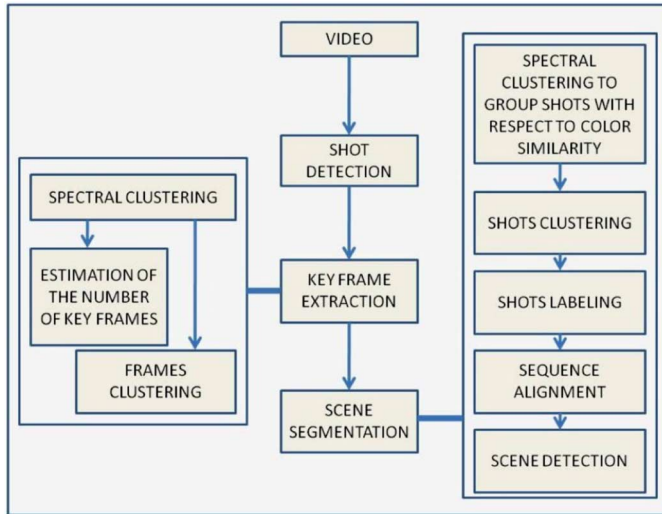 VIDEO
SHOT
DETECTION
KEY FRAME
EXTRACTION
SCENE
SEGMENTATION
SPECTRAL CLUSTERING
ESTIMATION OF
THE NUMBER
OF KEY FRAMES
FRAMES
CLUSTERING
SPECTRAL
CLUSTERING TO
GROUP SHOTS WITH
RESPECT TO COLOR
SIMILARITY
SHOTS CLUSTERING
SHOTS LABELING
SEQUENCE
ALIGNMENT
SCENE DETECTION